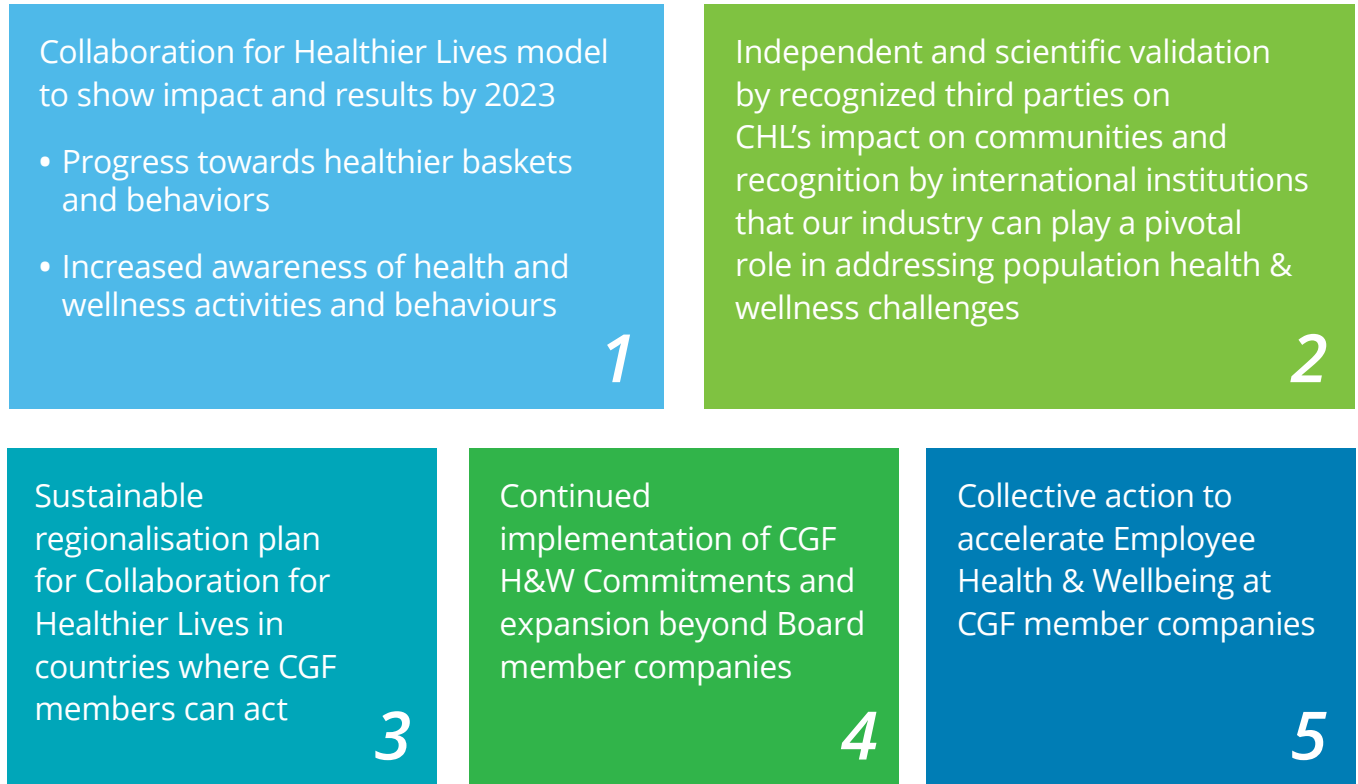 Collaboration for Healthier Lives model
to show impact and results by 2023
• Progress towards healthier baskets
and behaviors
• Increased awareness of health and
wellness activities and behaviours
1
Independent and scientific validation
by recognized third parties on
CHL's impact on communities and
recognition by international institutions
that our industry can play a pivotal
role in addressing population health &
wellness challenges
2
Sustainable
regionalisation plan
for Collaboration for
Healthier Lives in
countries where CGF
members can act
3
Continued
implementation of CGF
H&W Commitments and
expansion beyond Board
member companies
4
Collective action to
accelerate Employee
Health & Wellbeing at
CGF member companies
5